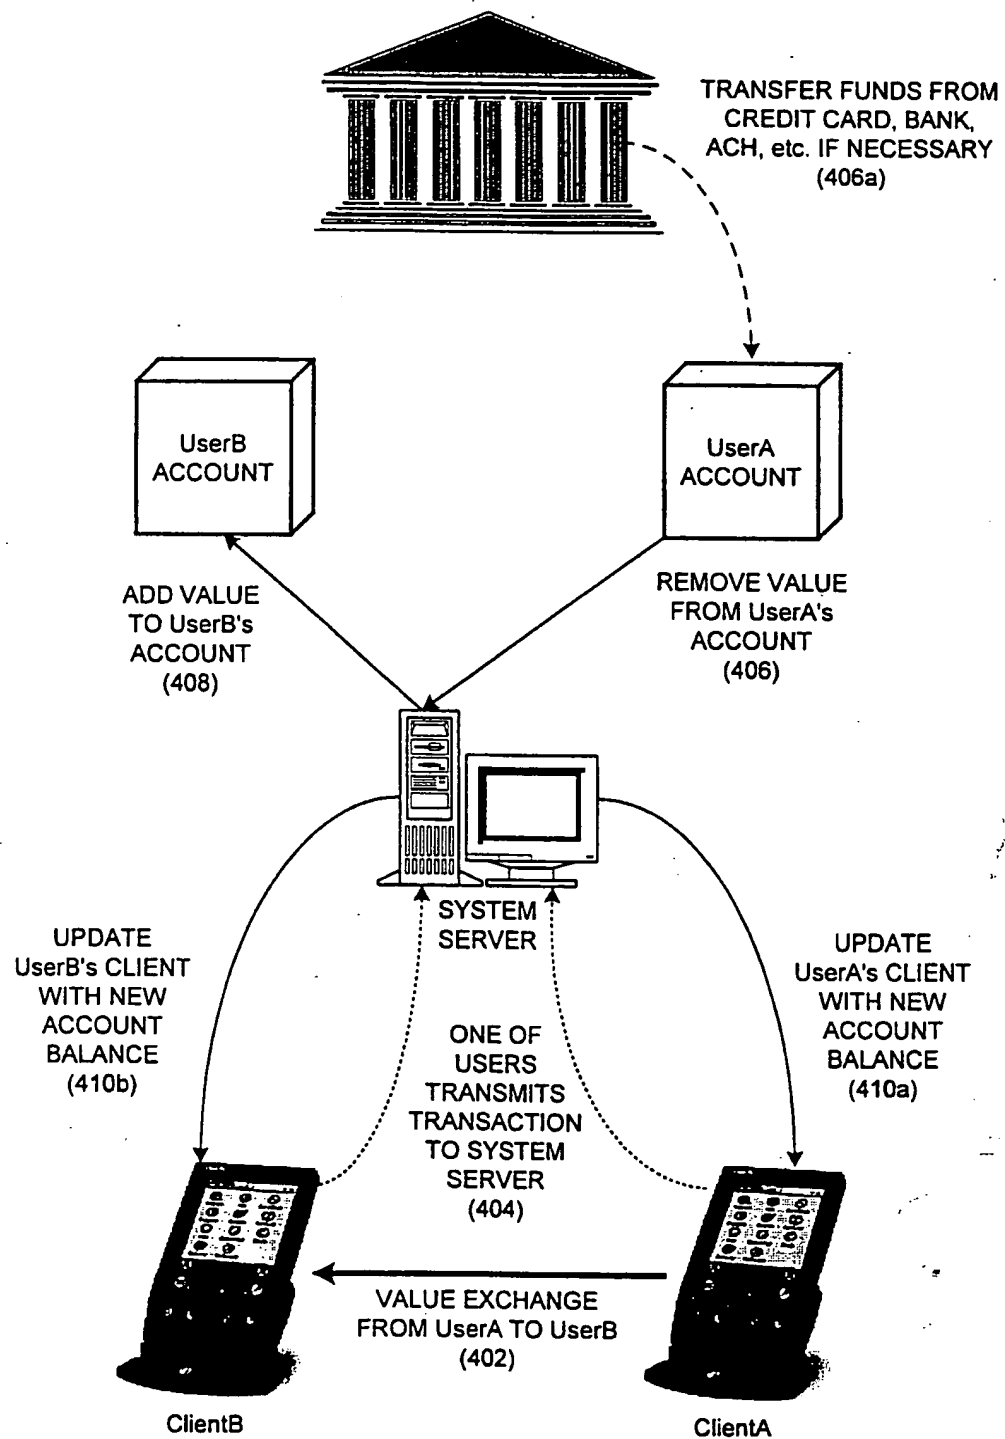 TRANSFER FUNDS FROM
CREDIT CARD, BANK,
ACH, etc. IF NECESSARY
(406a)
UserB
ACCOUNT
UserA
ACCOUNT
ADD VALUE
TO UserB's
ACCOUNT
(408)
REMOVE VALUE
FROM UserA's
ACCOUNT
(406)
SYSTEM
SERVER
UPDATE
UserB's CLIENT
WITH NEW
ACCOUNT
BALANCE
(410b)
ONE OF
USERS
TRANSMITS
TRANSACTION
TO SYSTEM
SERVER
(404)
UPDATE
UserA's CLIENT
WITH NEW
ACCOUNT
BALANCE
(410a)
VALUE EXCHANGE
FROM UserA TO UserB
(402)
ClientB
ClientA